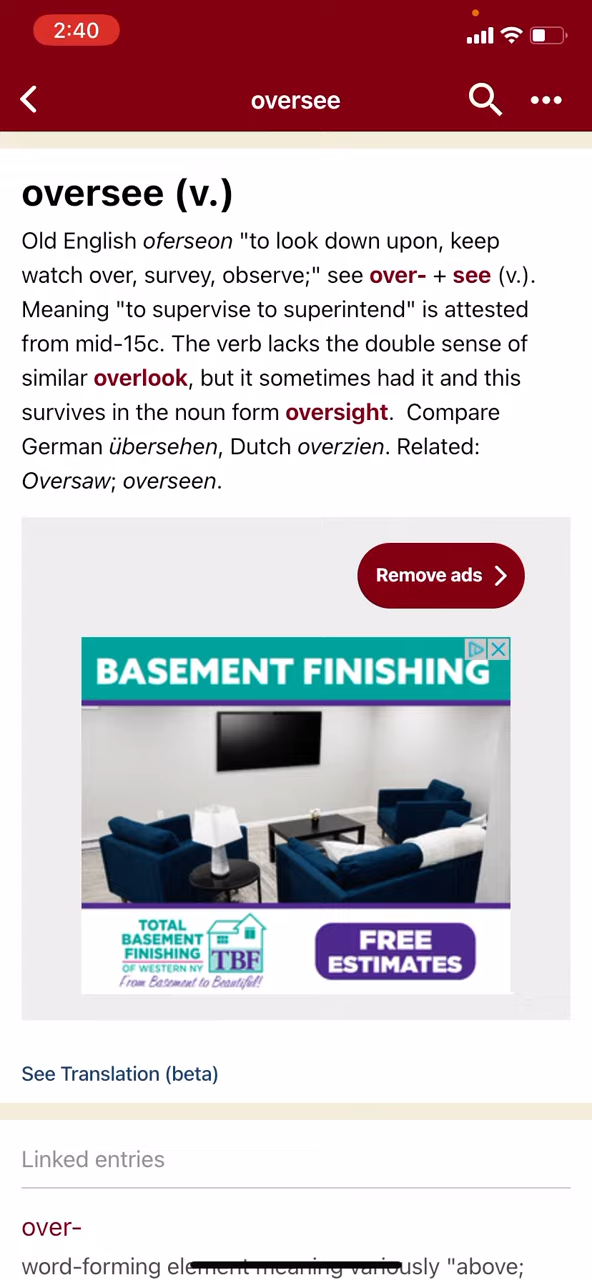 2:40
oversee
oversee (v.)
Old English oferseon "to look down upon, keep
watch over, survey, observe;" see over- + see (v.).
Meaning "to supervise to superintend" is attested
from mid-15c. The verb lacks the double sense of
similar overlook, but it sometimes had it and this
survives in the noun form oversight.  Compare
German übersehen, Dutch overzien. Related:
Oversaw; overseen.
Remove ads
BASEMENT FINISHING
TOTAL
BASEMENT
FINISHING
OF WESTERN NY
TBF
From Basement to Beautiful!
FREE
ESTIMATES
See Translation (beta)
Linked entries
over-
word-forming element meaning variously "above;